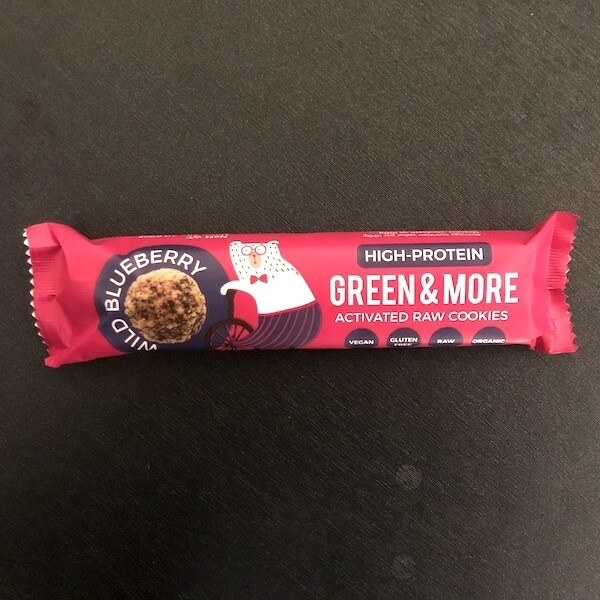 WILD BLUEBERRY
HIGH-PROTEIN
GREEN & MORE
ACTIVATED RAW COOKIES
VEGAN
GLUTEN
FREE
RAW
ORGANIC